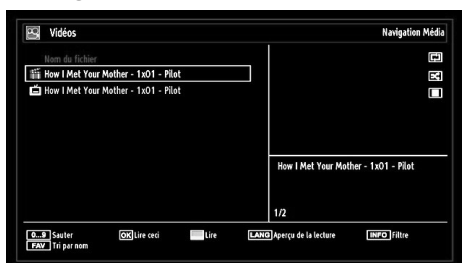 Vidéos Navigation Média
Nom du fichier
How I Met Your Mother - 1x01 - Pilot
How I Met Your Mother - 1x01 - Pilot
How I Met Your Mother - 1x01 - Pilot
1/2
0...9 Sauter OK Lire ceci Lire LANG Aperçu de la lecture INFO Filtre
FAV Tri par nom